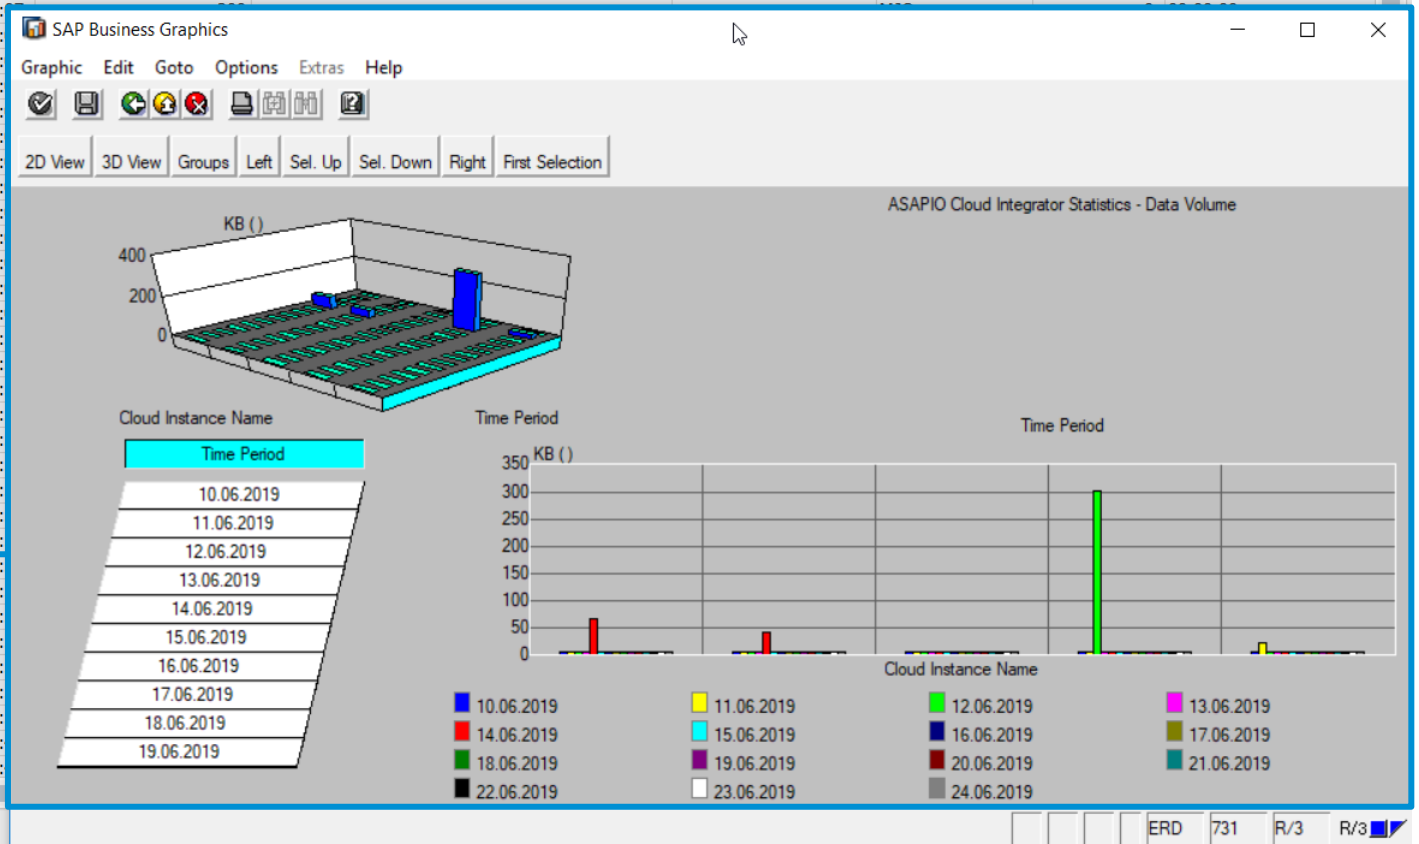 SAP Business Graphics
Graphic Edit Goto Options Extras Help
2D View 3D View Groups Left Sel. Up Sel. Down Right First Selection
ASAPIO Cloud Integrator Statistics - Data Volume
KB ( )
400
200
0
Cloud Instance Name
Time Period
Time Period
10.06.2019
11.06.2019
12.06.2019
13.06.2019
14.06.2019
15.06.2019
16.06.2019
17.06.2019
18.06.2019
19.06.2019
Time Period
KB ( )
350
300
250
200
150
100
50
0
Cloud Instance Name
10.06.2019 11.06.2019 12.06.2019 13.06.2019
14.06.2019 15.06.2019 16.06.2019 17.06.2019
18.06.2019 19.06.2019 20.06.2019 21.06.2019
22.06.2019 23.06.2019 24.06.2019
ERD 731 R/3 R/3